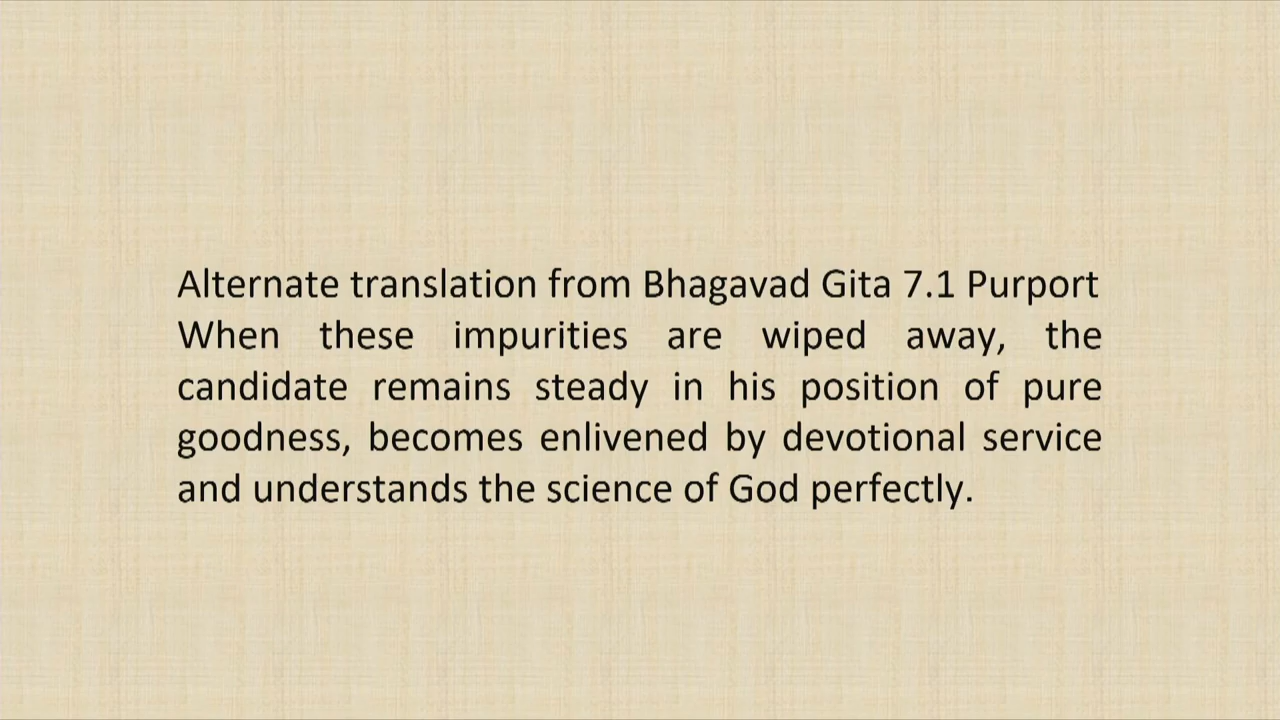 Alternate translation from Bhagavad Gita 7.1 Purport
When these impurities are wiped away, the
candidate remains steady in his position of pure
goodness, becomes enlivened by devotional service
and understands the science of God perfectly.